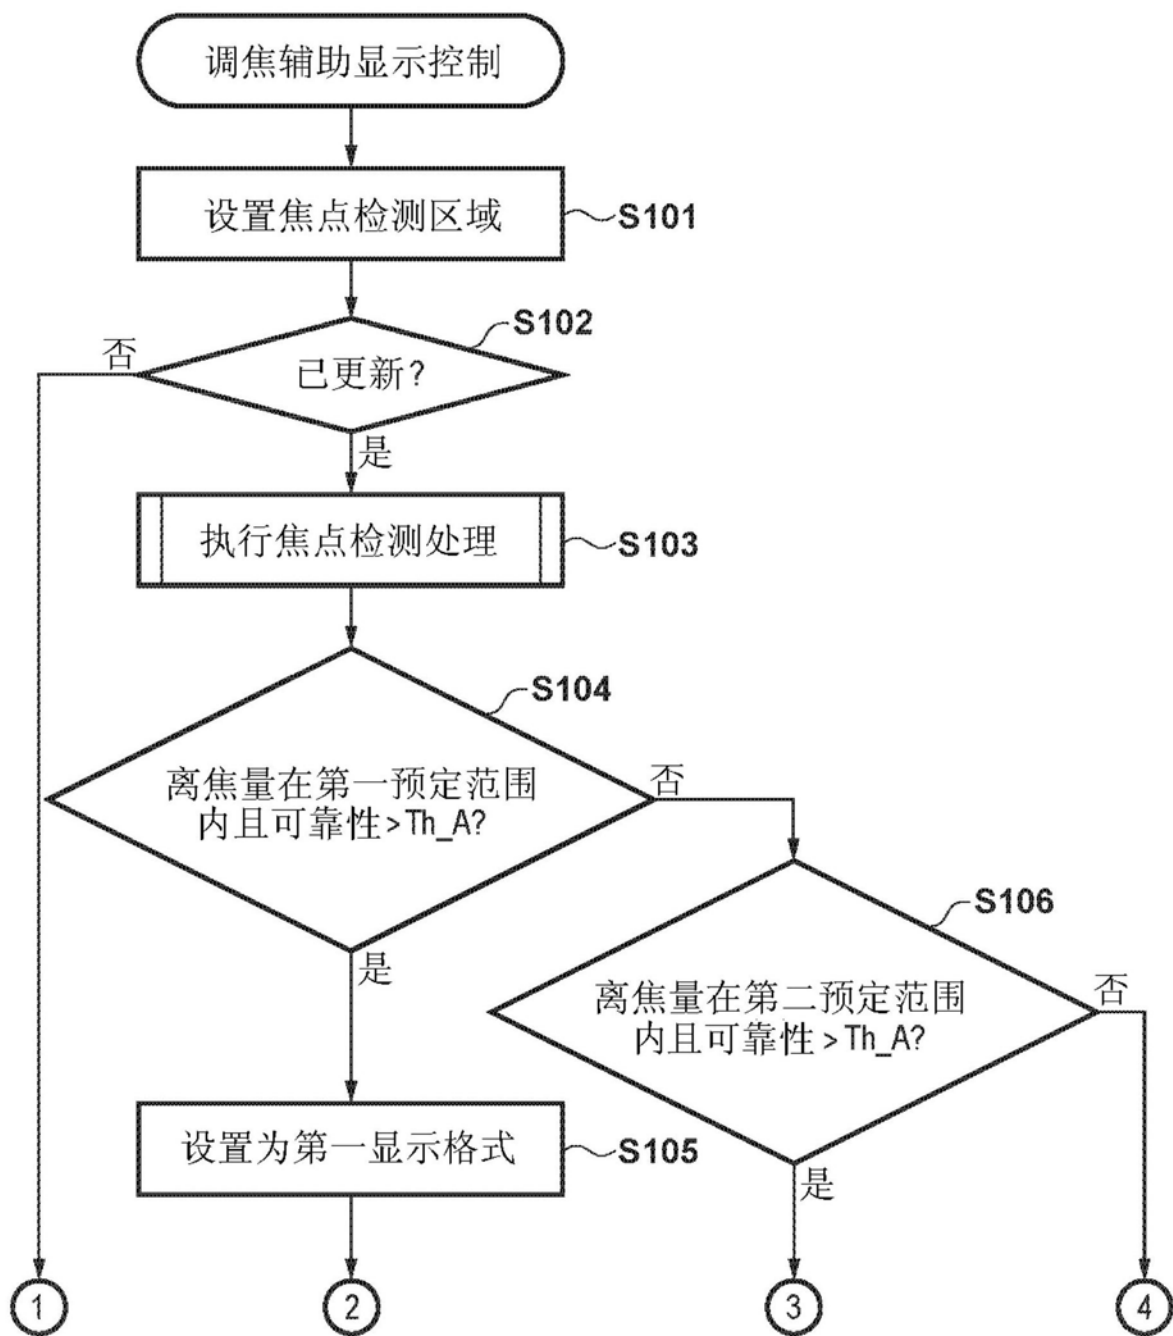 调焦辅助显示控制
设置焦点检测区域
S101
S102
否
已更新?
是
执行焦点检测处理
S103
S104
离焦量在第一预定范围
内且可靠性>Th_A?
否
是
S106
离焦量在第二预定范围
内且可靠性>Th_A?
否
是
设置为第一显示格式
S105
1
2
3
4